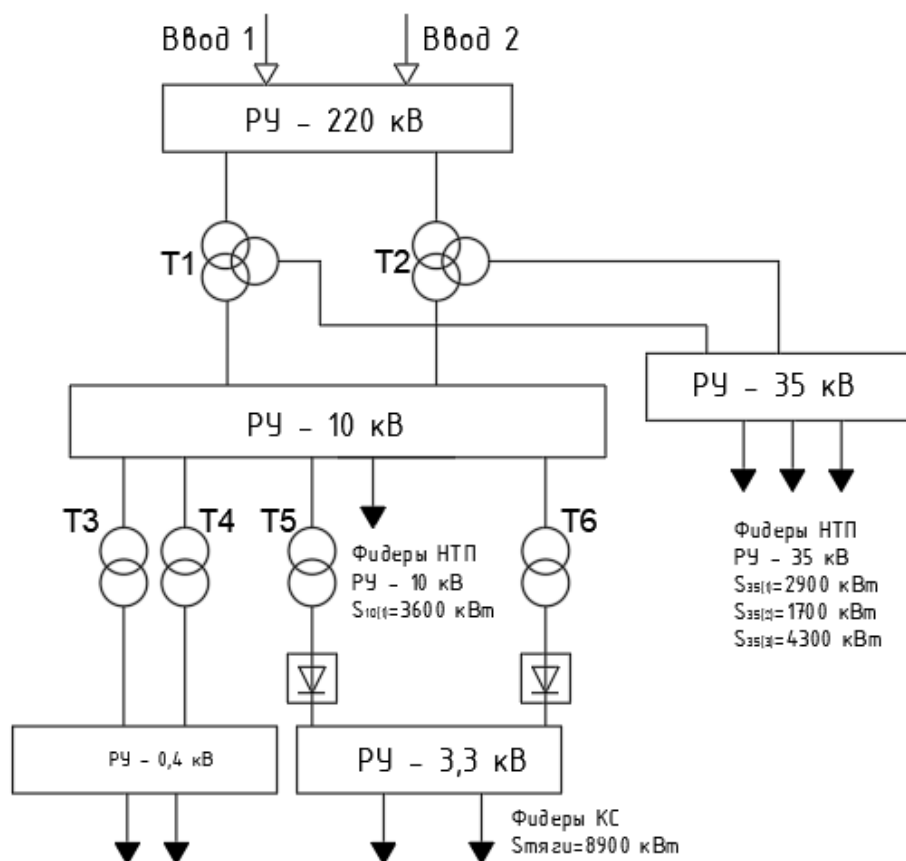 Ввод 1
Ввод 2
РУ - 220 кВ
Т1
Т2
РУ - 35 кВ
РУ - 10 кВ
Т3
Т4
Т5
Т6
Фидеры НТП
РУ - 10 кВ
S10(1)=3600 кВт
Фидеры НТП
РУ - 35 кВ
S35(1)=2900 кВт
S35(2)=1700 кВт
S35(3)=4300 кВт
РУ - 0,4 кВ
РУ - 3,3 кВ
Фидеры КС
Sтяги=8900 кВт